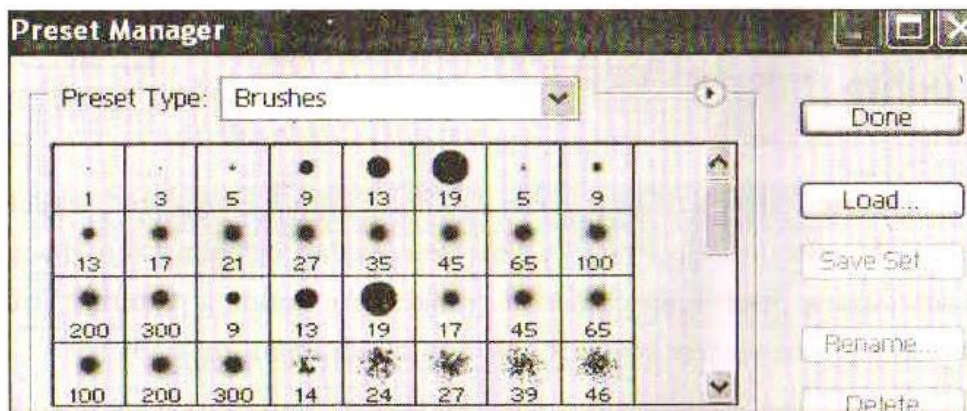 Preset Manager
Preset Type: Brushes
Done
1 3 5 9 13 19 5 9
Load...
13 17 21 27 35 45 65 100
Save Set...
200 300 9 13 19 17 45 65
Rename...
100 200 300 14 24 27 39 46
Delete